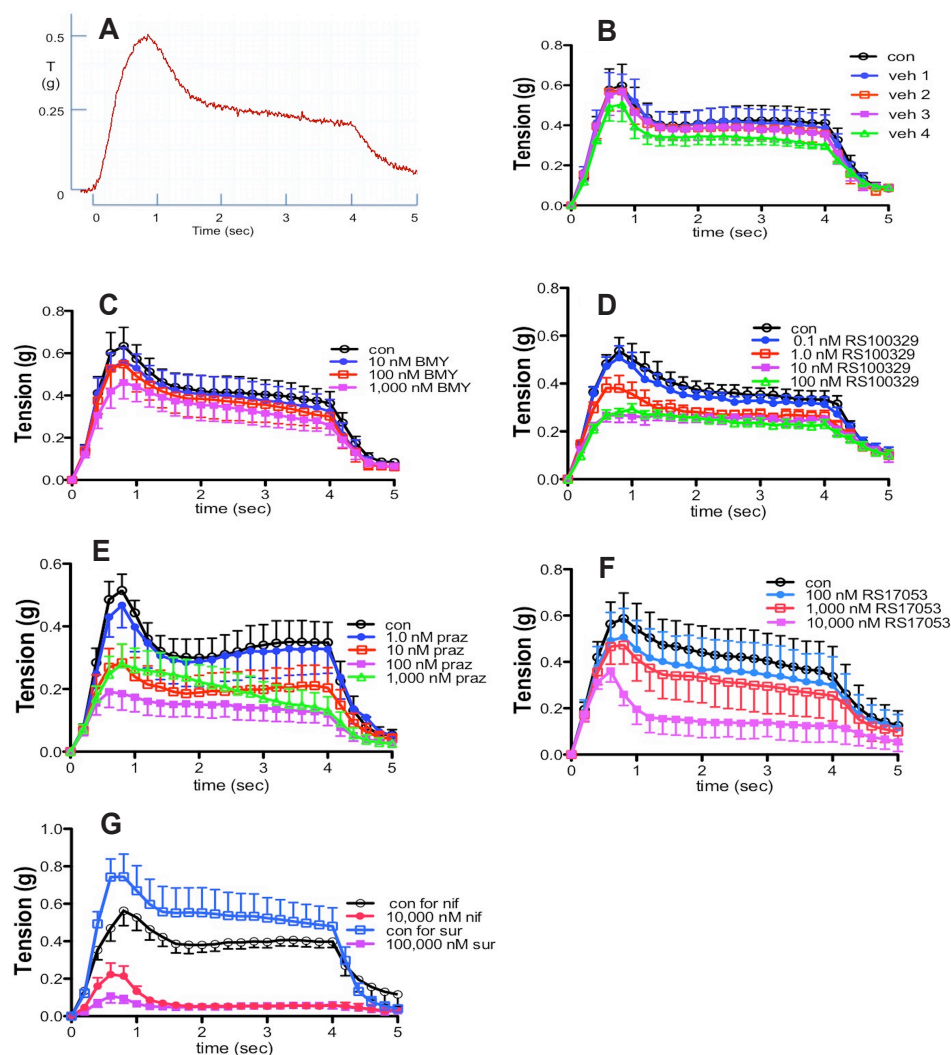 A
0.5
T
(g)
0.25
0
0 1 2 3 4 5
Time (sec)
B
0.8
0.6
0.4
0.2
0.0
Tension (g)
0 1 2 3 4 5
time (sec)
con
veh 1
veh 2
veh 3
veh 4
C
0.8
0.6
0.4
0.2
0.0
Tension (g)
0 1 2 3 4 5
time (sec)
con
10 nM BMY
100 nM BMY
1,000 nM BMY
D
0.8
0.6
0.4
0.2
0.0
Tension (g)
0 1 2 3 4 5
time (sec)
con
0.1 nM RS100329
1.0 nM RS100329
10 nM RS100329
100 nM RS100329
E
0.6
0.4
0.2
0.0
Tension (g)
0 1 2 3 4 5
time (sec)
con
1.0 nM praz
10 nM praz
100 nM praz
1,000 nM praz
F
0.8
0.6
0.4
0.2
0.0
Tension (g)
0 1 2 3 4 5
time (sec)
con
100 nM RS17053
1,000 nM RS17053
10,000 nM RS17053
G
1.0
0.8
0.6
0.4
0.2
0.0
Tension (g)
0 1 2 3 4 5
time (sec)
con for nif
10,000 nM nif
con for sur
100,000 nM sur